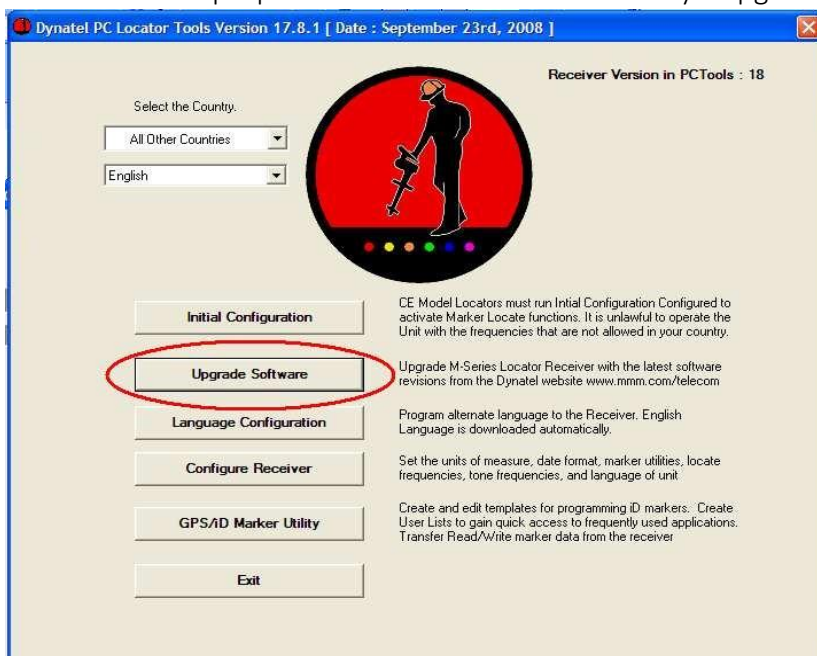 Dynatel PC Locator Tools Version 17.8.1 [ Date : September 23rd, 2008 ]
Receiver Version in PCTools : 18
Select the Country.
All Other Countries
English
Initial Configuration
CE Model Locators must run Intial Configuration Configured to
activate Marker Locate functions. It is unlawful to operate the
Unit with the frequencies that are not allowed in your country.
Upgrade Software
Upgrade M-Series Locator Receiver with the latest software
revisions from the Dynatel website www.mmm.com/telecom
Language Configuration
Program alternate language to the Receiver. English
Language is downloaded automatically.
Configure Receiver
Set the units of measure, date format, marker utilities, locate
frequencies, tone frequencies, and language of unit
GPS/iD Marker Utility
Create and edit templates for programming iD markers. Create
User Lists to gain quick access to frequently used applications.
Transfer Read/Write marker data from the receiver
Exit